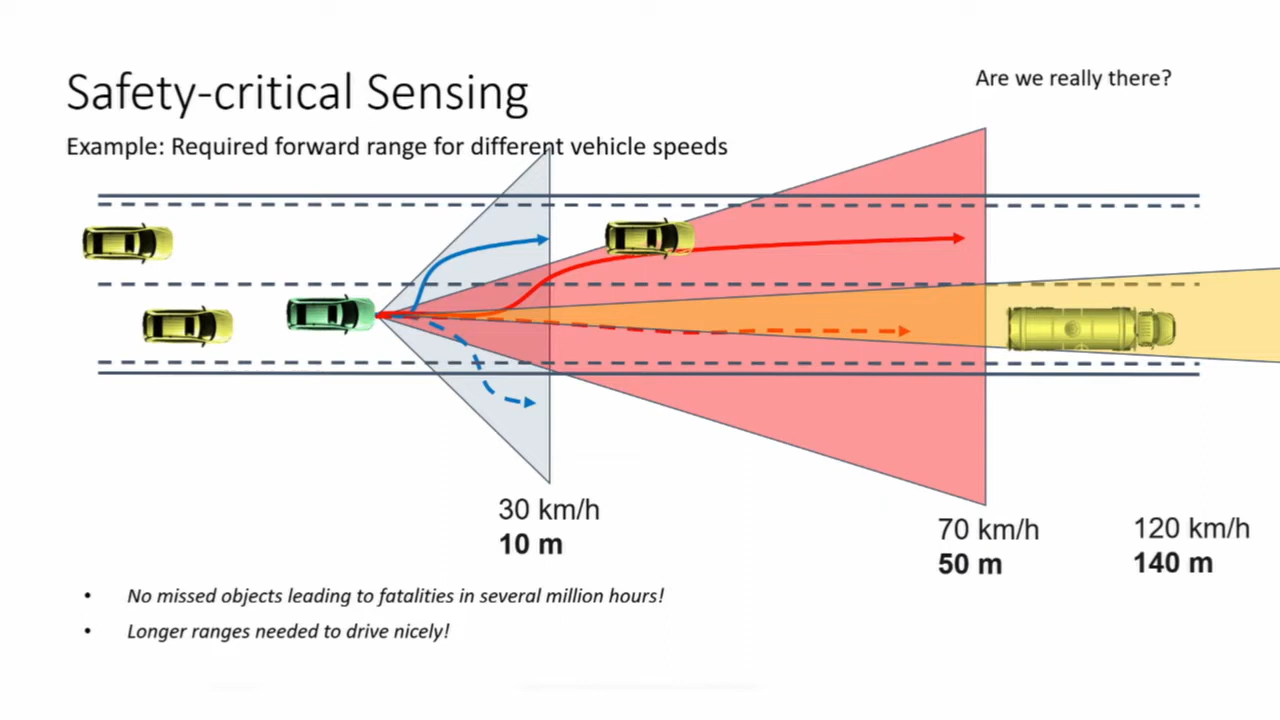 Safety-critical Sensing
Are we really there?
Example: Required forward range for different vehicle speeds
30 km/h
10 m
70 km/h
50 m
120 km/h
140 m
• No missed objects leading to fatalities in several million hours!
• Longer ranges needed to drive nicely!